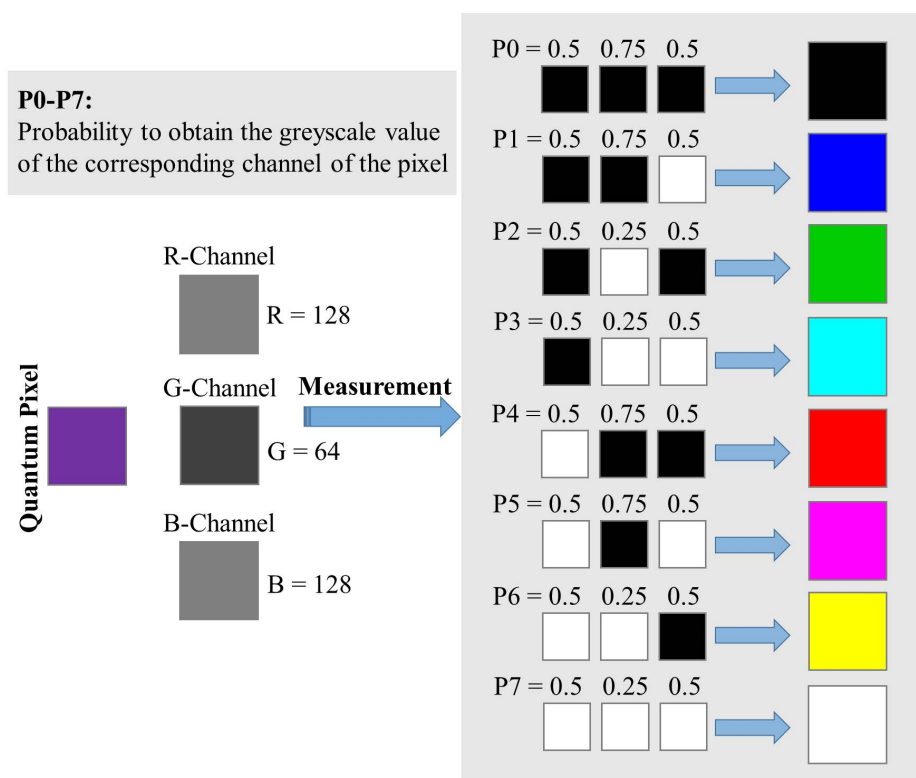 P0-P7:
Probability to obtain the greyscale value
of the corresponding channel of the pixel
Quantum Pixel
R-Channel
R = 128
G-Channel
G = 64
B-Channel
B = 128
Measurement
P0 = 0.5 0.75 0.5
P1 = 0.5 0.75 0.5
P2 = 0.5 0.25 0.5
P3 = 0.5 0.25 0.5
P4 = 0.5 0.75 0.5
P5 = 0.5 0.75 0.5
P6 = 0.5 0.25 0.5
P7 = 0.5 0.25 0.5